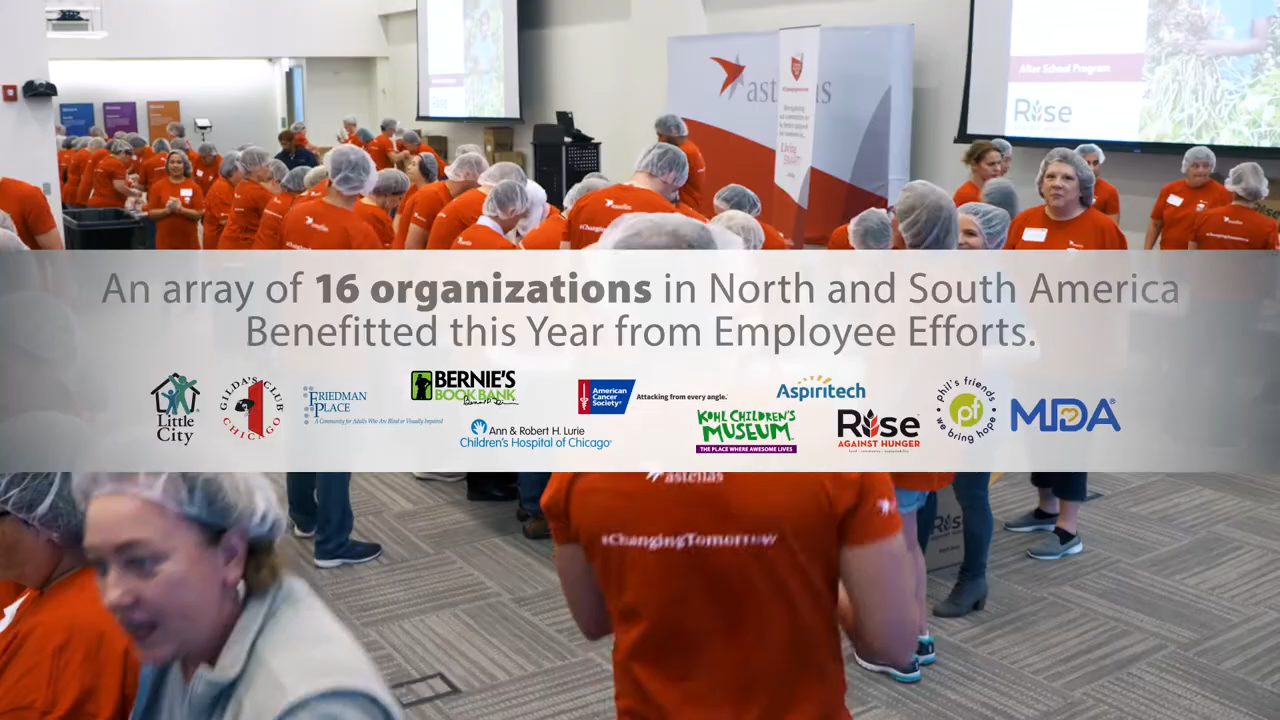 After School Program
Rise
astellas
Living
An array of 16 organizations in North and South America
Benefitted this Year from Employee Efforts.
Little
City
GILDA'S CLUB
CHICAGO
FRIEDMAN
PLACE
A Community for Adults Who Are Blind or Visually Impaired
BERNIE'S
BOOK BANK
Ann & Robert H. Lurie
Children's Hospital of Chicago
American
Cancer
Society
Attacking from every angle.
Aspiritech
KOHL CHILDREN'S
MUSEUM
THE PLACE WHERE AWESOME LIVES
Rise
AGAINST HUNGER
phil's friends
pf
we bring hope
MDA
astellas
#ChangingTomorrow
Rise